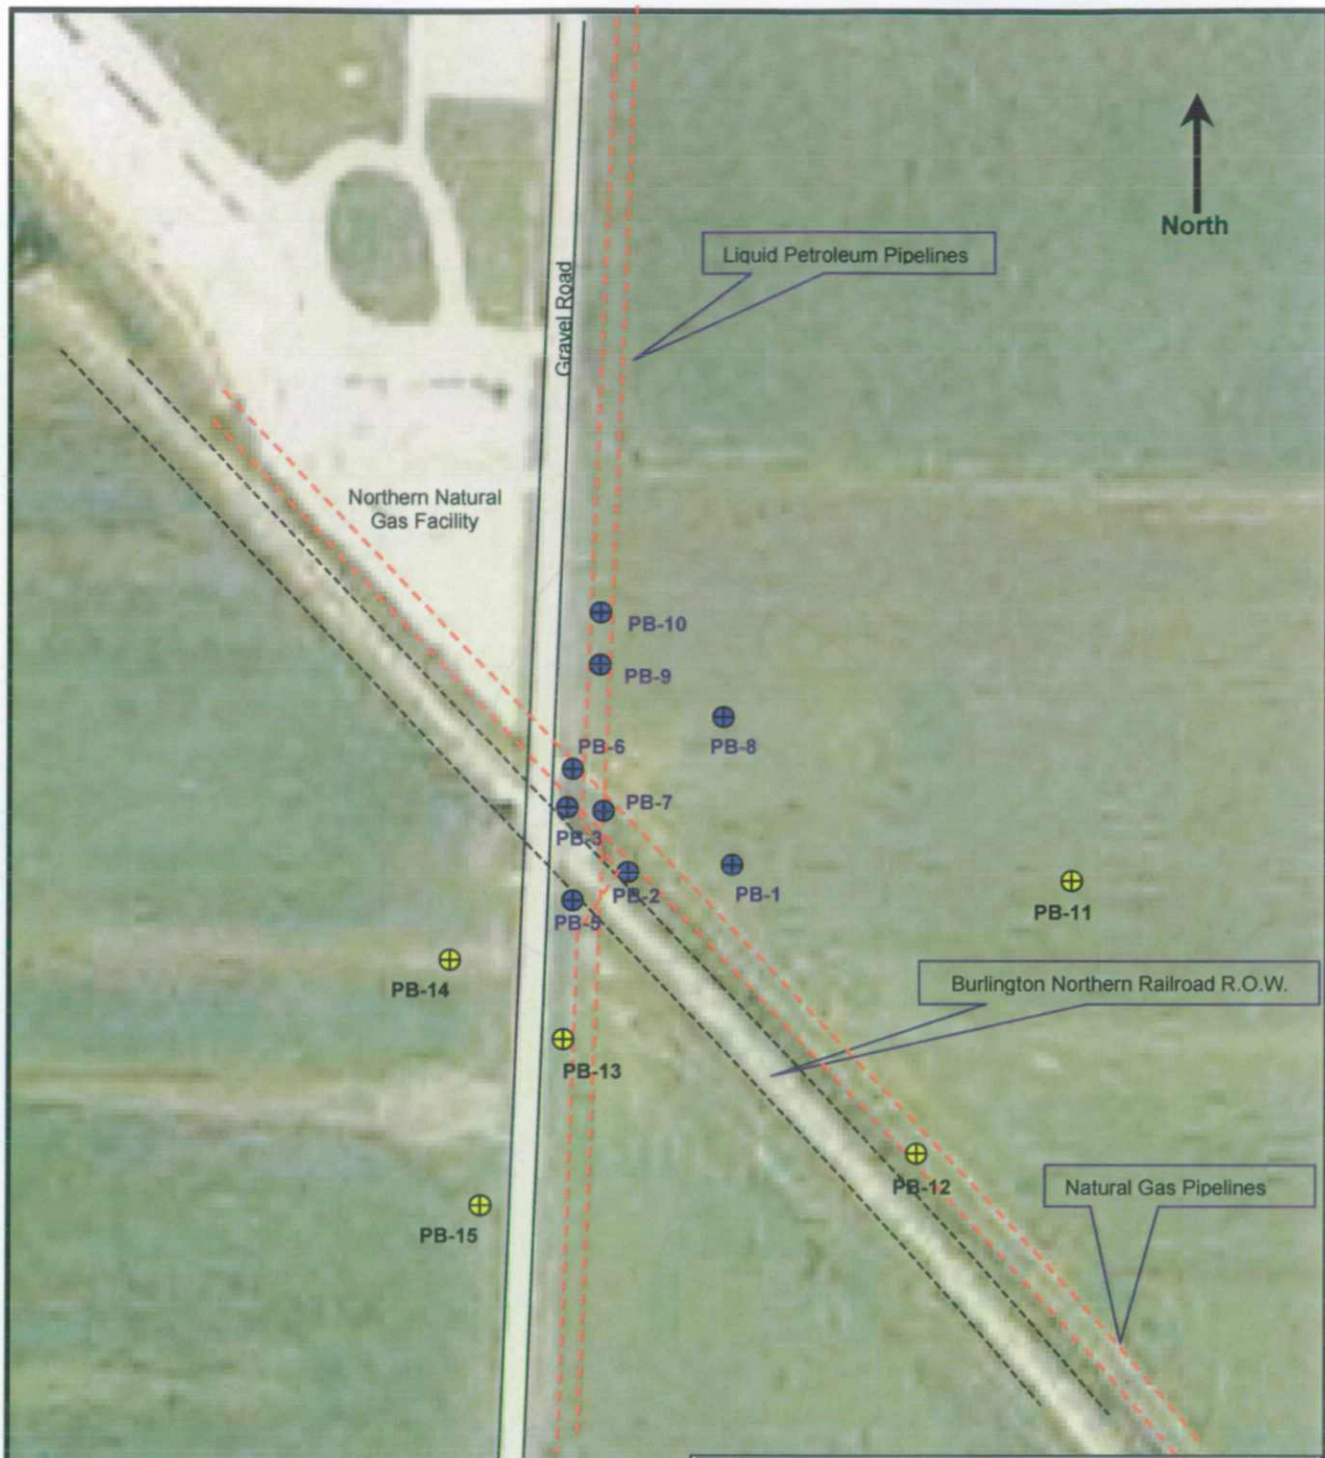 North
Liquid Petroleum Pipelines
Gravel Road
Northern Natural
Gas Facility
PB-10
PB-9
PB-8
PB-6
PB-7
PB-3
PB-2
PB-1
PB-11
PB-5
PB-14
Burlington Northern Railroad R.O.W.
PB-13
PB-12
Natural Gas Pipelines
PB-15